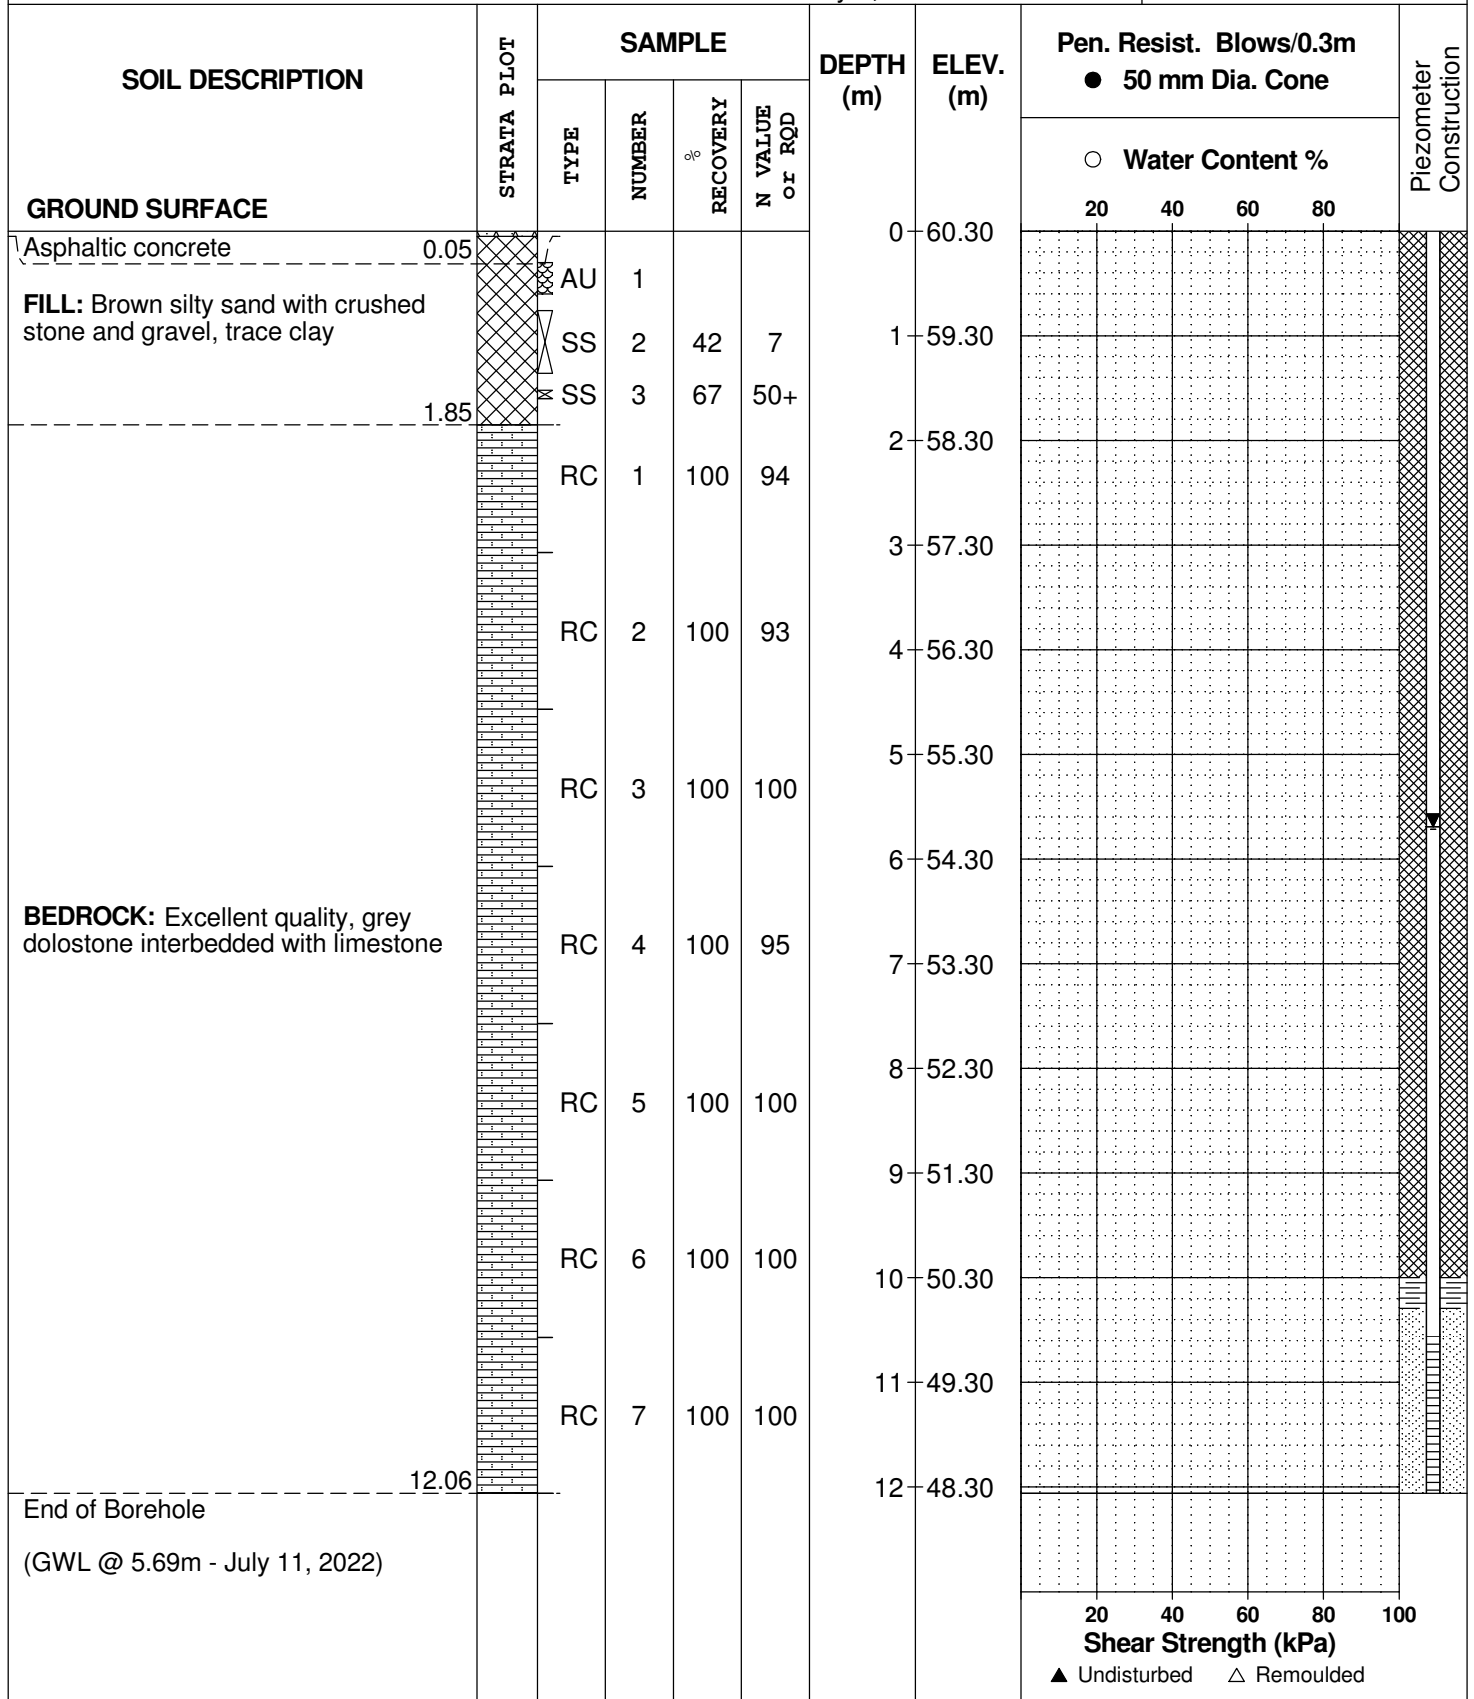 SOIL DESCRIPTION
GROUND SURFACE
STRATA PLOT
SAMPLE
TYPE
NUMBER
% RECOVERY
N VALUE or RQD
DEPTH (m)
ELEV. (m)
Pen. Resist. Blows/0.3m
● 50 mm Dia. Cone
○ Water Content %
20 40 60 80
Piezometer Construction
0 60.30
Asphaltic concrete 0.05
AU 1
FILL: Brown silty sand with crushed
stone and gravel, trace clay
1 59.30
SS 2 42 7
SS 3 67 50+
1.85
2 58.30
RC 1 100 94
3 57.30
RC 2 100 93
4 56.30
5 55.30
RC 3 100 100
6 54.30
BEDROCK: Excellent quality, grey
dolostone interbedded with limestone
RC 4 100 95
7 53.30
8 52.30
RC 5 100 100
9 51.30
RC 6 100 100
10 50.30
11 49.30
RC 7 100 100
12.06
12 48.30
End of Borehole
(GWL @ 5.69m - July 11, 2022)
20 40 60 80 100
Shear Strength (kPa)
▲ Undisturbed △ Remoulded